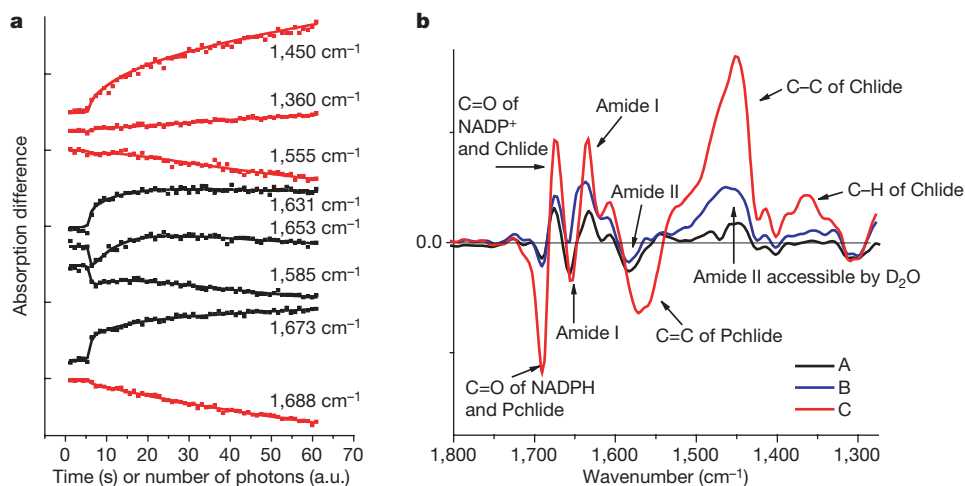 a
1,450 cm⁻¹
1,360 cm⁻¹
1,555 cm⁻¹
1,631 cm⁻¹
1,653 cm⁻¹
1,585 cm⁻¹
1,673 cm⁻¹
1,688 cm⁻¹
Absorption difference
0 10 20 30 40 50 60 70
Time (s) or number of photons (a.u.)
b
C=O of
NADP⁺
and Chlide
Amide I
C–C of Chlide
Amide II
C–H of Chlide
0.0
Amide II accessible by D₂O
Amide I
C=C of Pchlide
C=O of NADPH
and Pchlide
A
B
C
1,800 1,700 1,600 1,500 1,400 1,300
Wavenumber (cm⁻¹)